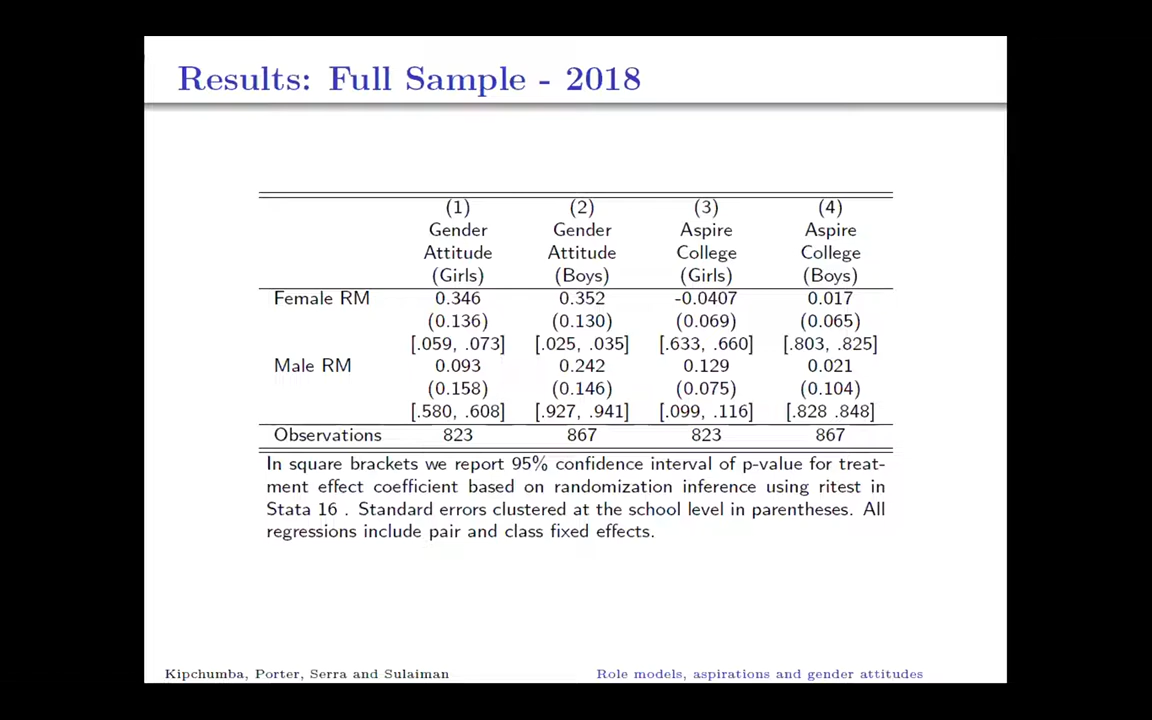 Results: Full Sample - 2018
(1) (2) (3) (4)
Gender Gender Aspire Aspire
Attitude Attitude College College
(Girls) (Boys) (Girls) (Boys)
Female RM 0.346 0.352 -0.0407 0.017
(0.136) (0.130) (0.069) (0.065)
[.059, .073] [.025, .035] [.633, .660] [.803, .825]
Male RM 0.093 0.242 0.129 0.021
(0.158) (0.146) (0.075) (0.104)
[.580, .608] [.927, .941] [.099, .116] [.828 .848]
Observations 823 867 823 867
In square brackets we report 95% confidence interval of p-value for treat-
ment effect coefficient based on randomization inference using ritest in
Stata 16 . Standard errors clustered at the school level in parentheses. All
regressions include pair and class fixed effects.
Kipchumba, Porter, Serra and Sulaiman Role models, aspirations and gender attitudes